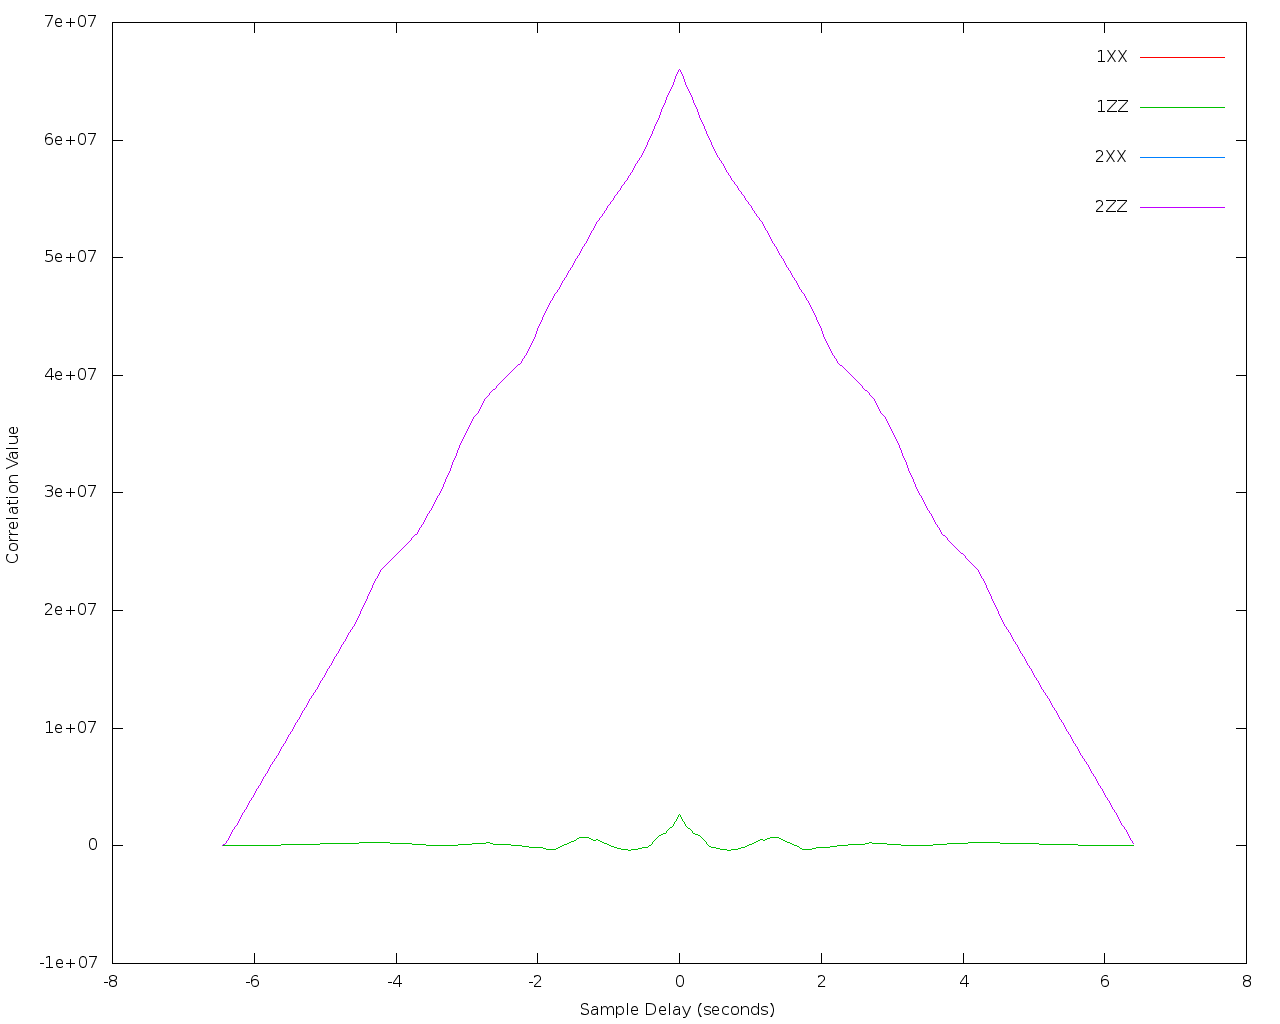 7e+07
6e+07
5e+07
4e+07
3e+07
2e+07
1e+07
0
-1e+07
-8
-6
-4
-2
0
2
4
6
8
Sample Delay (seconds)
Correlation Value
1XX
1ZZ
2XX
2ZZ